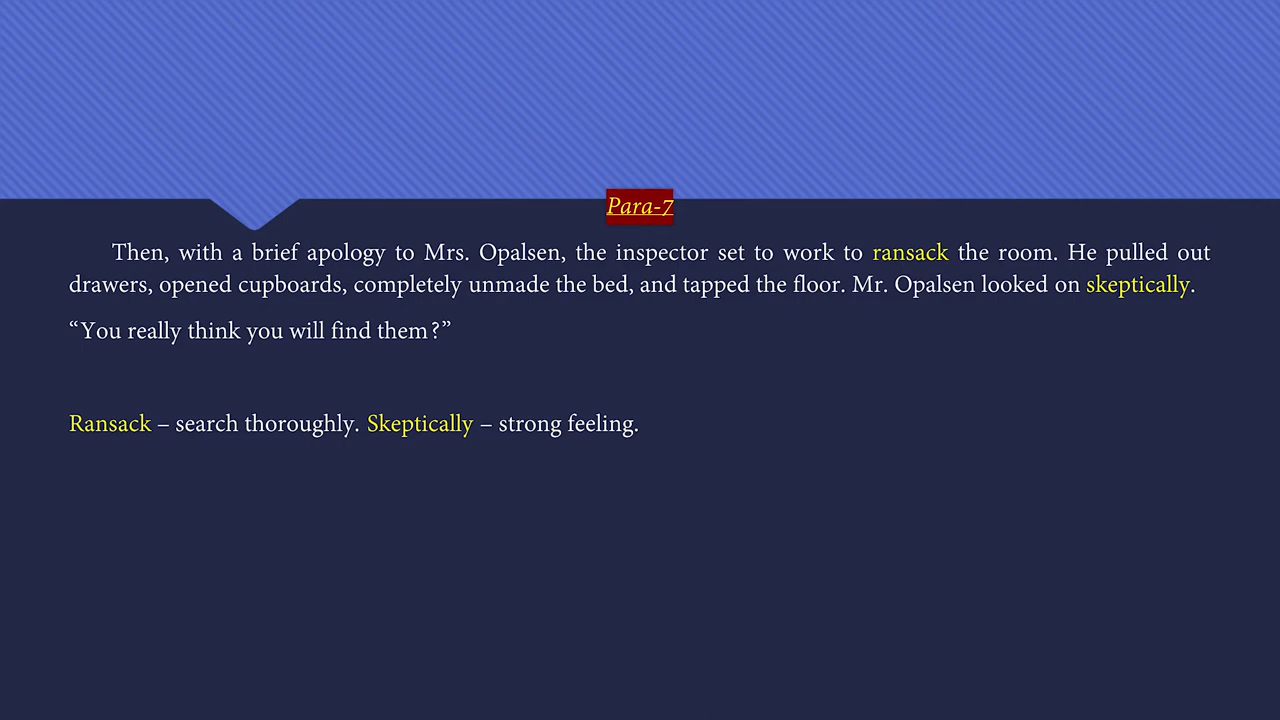 Para-7
Then, with a brief apology to Mrs. Opalsen, the inspector set to work to ransack the room. He pulled out
drawers, opened cupboards, completely unmade the bed, and tapped the floor. Mr. Opalsen looked on skeptically.
“You really think you will find them?”
Ransack – search thoroughly. Skeptically – strong feeling.